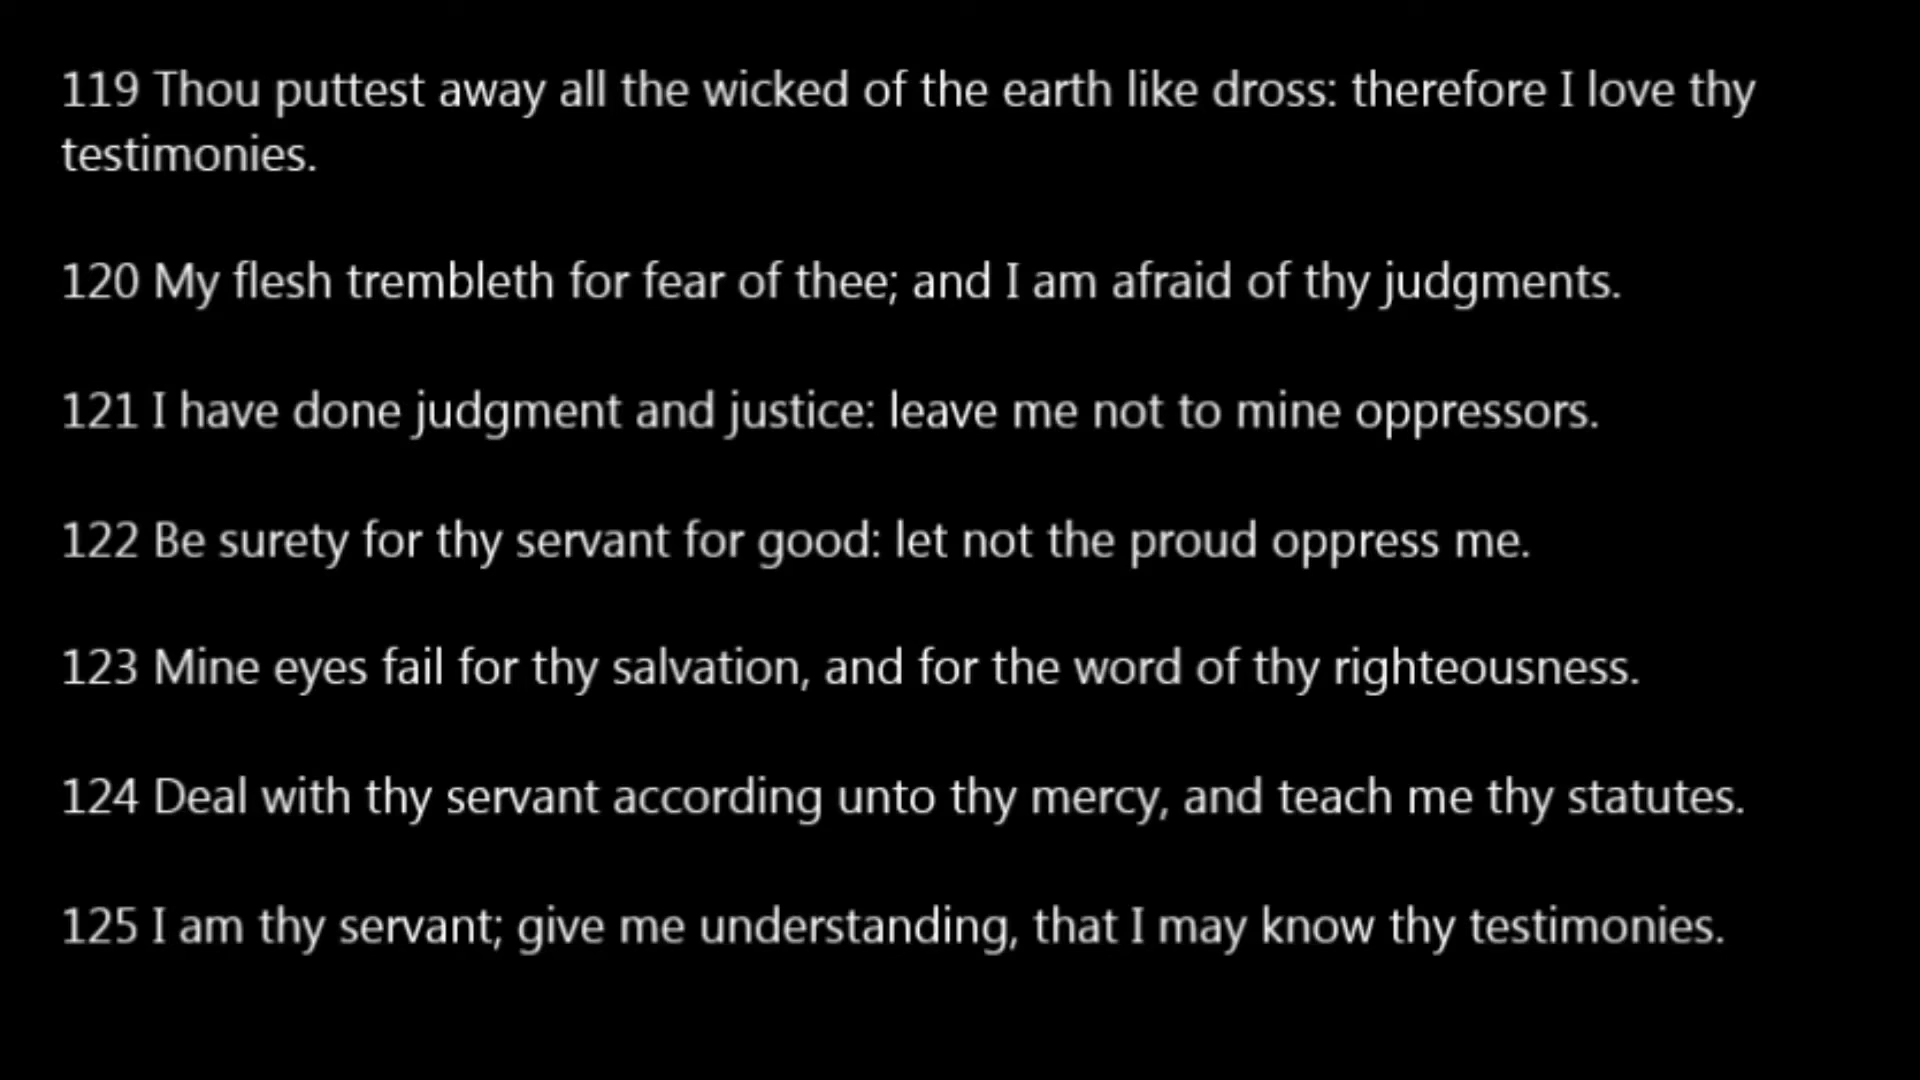 119 Thou puttest away all the wicked of the earth like dross: therefore I love thy
testimonies.
120 My flesh trembleth for fear of thee; and I am afraid of thy judgments.
121 I have done judgment and justice: leave me not to mine oppressors.
122 Be surety for thy servant for good: let not the proud oppress me.
123 Mine eyes fail for thy salvation, and for the word of thy righteousness.
124 Deal with thy servant according unto thy mercy, and teach me thy statutes.
125 I am thy servant; give me understanding, that I may know thy testimonies.